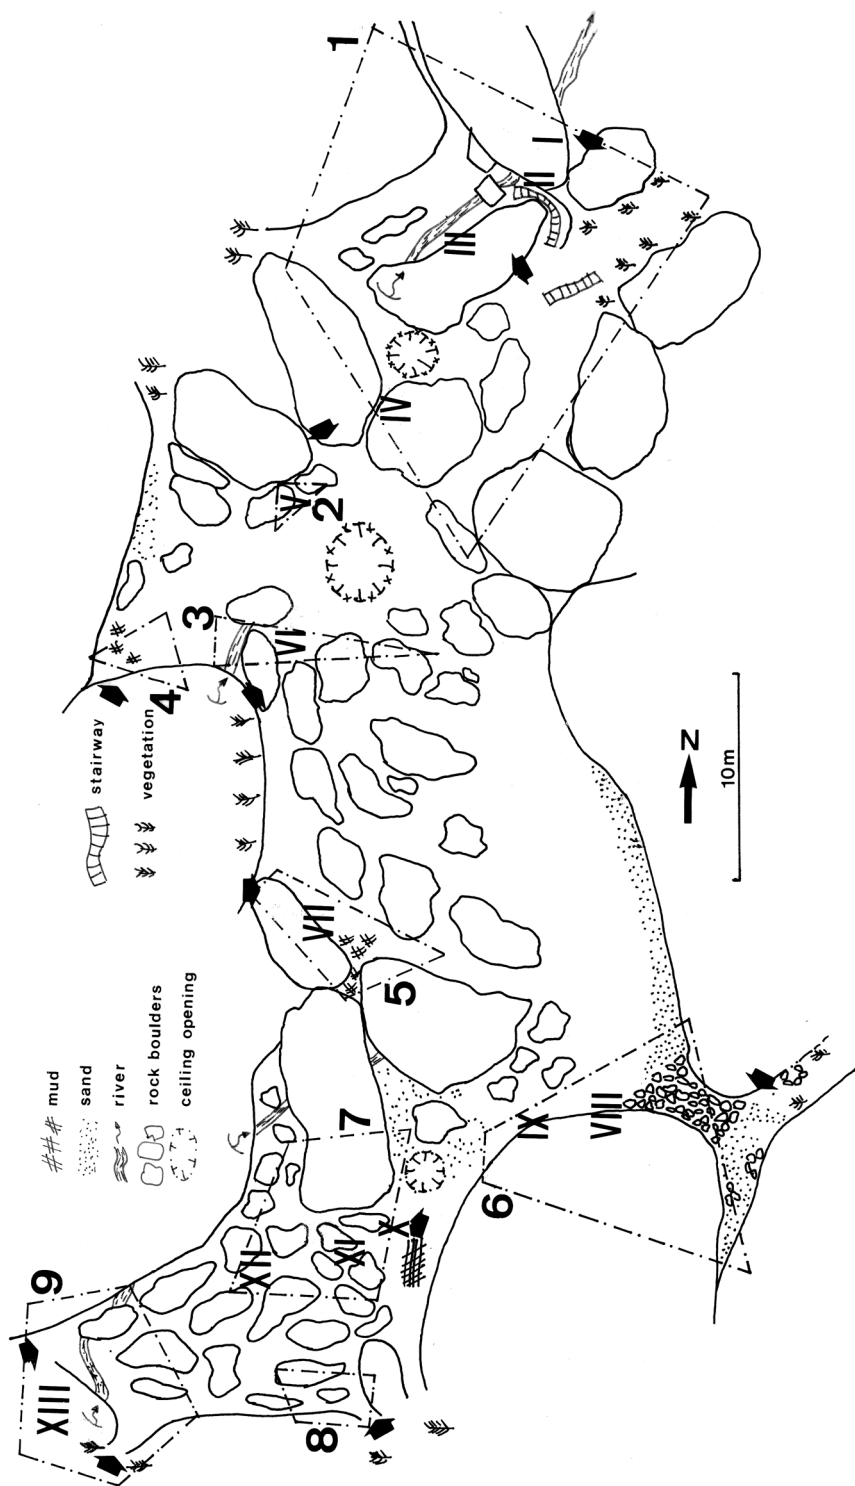 1
I
II
III
IV
V
2
3
VI
4
stairway
vegetation
VII
5
mud
sand
river
rock boulders
ceiling opening
7
IX
VIII
6
X
XI
XII
9
XIII
8
N
10m